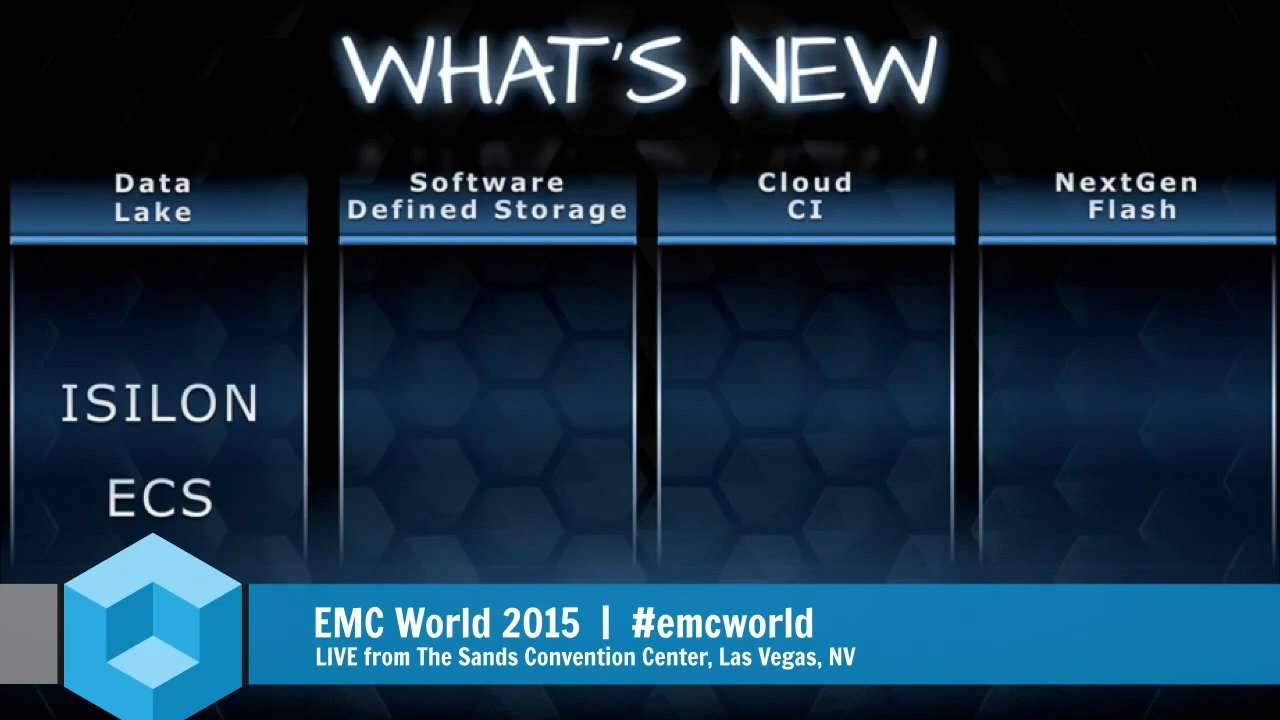 WHAT'S NEW
Data
Lake
Software
Defined Storage
Cloud
CI
NextGen
Flash
ISILON
ECS
EMC World 2015 | #emcworld
LIVE from The Sands Convention Center, Las Vegas, NV